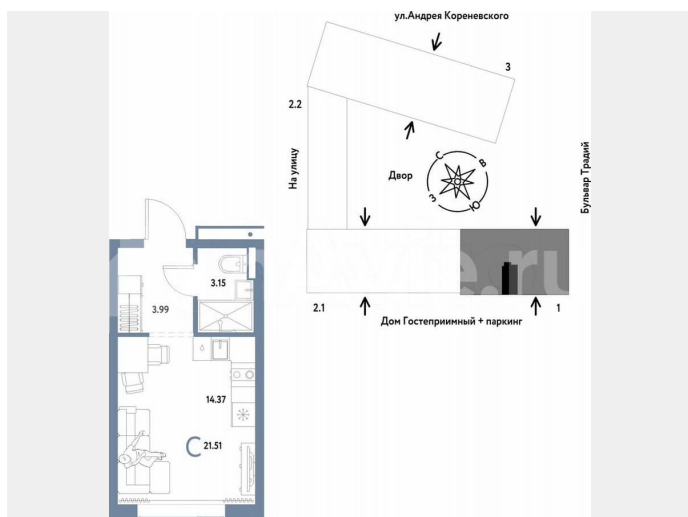 ул.Андрея Кореневского
3
2.2
На улицу
Двор
С
В
З
Ю
Бульвар Традий
2.1
1
Дом Гостеприимный + паркинг
3.15
3.99
14.37
С 21.51